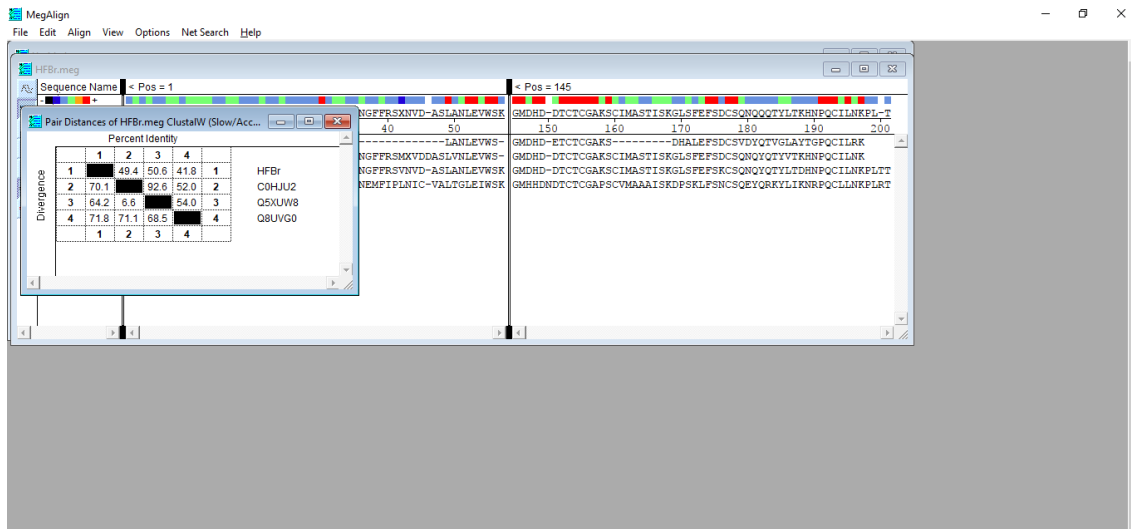 MegAlign
File Edit Align View Options Net Search Help
HFBr.meg
Sequence Name < Pos = 1 < Pos = 145
- +
NGFFRSXNVD-ASLANLEVWSK GMDHD-DTCTCGAKSCIMASTISKGLSFEFSDCSQNQQQTYLTKHNPQCILNKPL-T
40 50 150 160 170 180 190 200
LANLEVWS- GMDHD-ETCTCGAKS---------DHALEFSDCSVDYQTVGLAYTGPQCILRK
NGFFRSMXVDDASLVNLEVWS- GMDHD-DTCTCGAKSCIMASTISKGLSFEFSDCSQNQYQTYVTKHNPQCILNK
NGFFRSVNVD-ASLANLEVWS- GMDHD-DTCTCGAKSCIMASTISKGLSFEFSKCSQNQYQTYLTDHNPQCILNKPLTT
NEMFIPLNIC-VALTGLEIWSK GMHHDNDTCTCGAPSCVMAAAISKDPSKLFSNCSQEYQRKYLIKNRPQCLLNKPLRT
Pair Distances of HFBr.meg ClustalW (Slow/Acc...
Percent Identity
Divergence
1 2 3 4
1 49.4 50.6 41.8 1 HFBr
2 70.1 92.6 52.0 2 C0HJU2
3 64.2 6.6 54.0 3 Q5XUW8
4 71.8 71.1 68.5 4 Q8UVG0
1 2 3 4